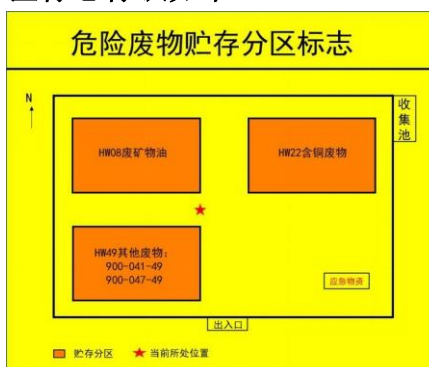 危险废物贮存分区标志
N
收集池
HW08废矿物油
HW22含铜废物
HW49其他废物：
900-041-49
900-047-49
应急物资
出入口
贮存分区
当前所处位置